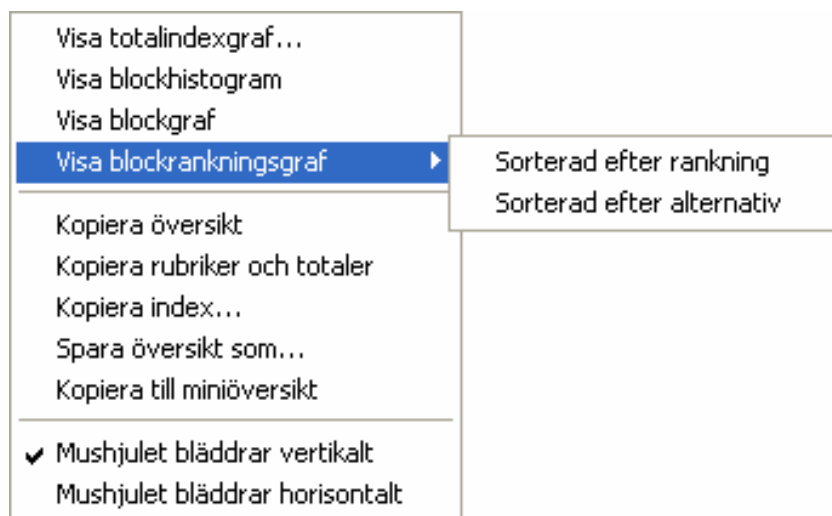 Visa totalindexgraf...
Visa blockhistogram
Visa blockgraf
Visa blockrankningsgraf
Sorterad efter rankning
Sorterad efter alternativ
Kopiera översikt
Kopiera rubriker och totaler
Kopiera index...
Spara översikt som...
Kopiera till miniöversikt
Mushjulet bläddrar vertikalt
Mushjulet bläddrar horisontalt